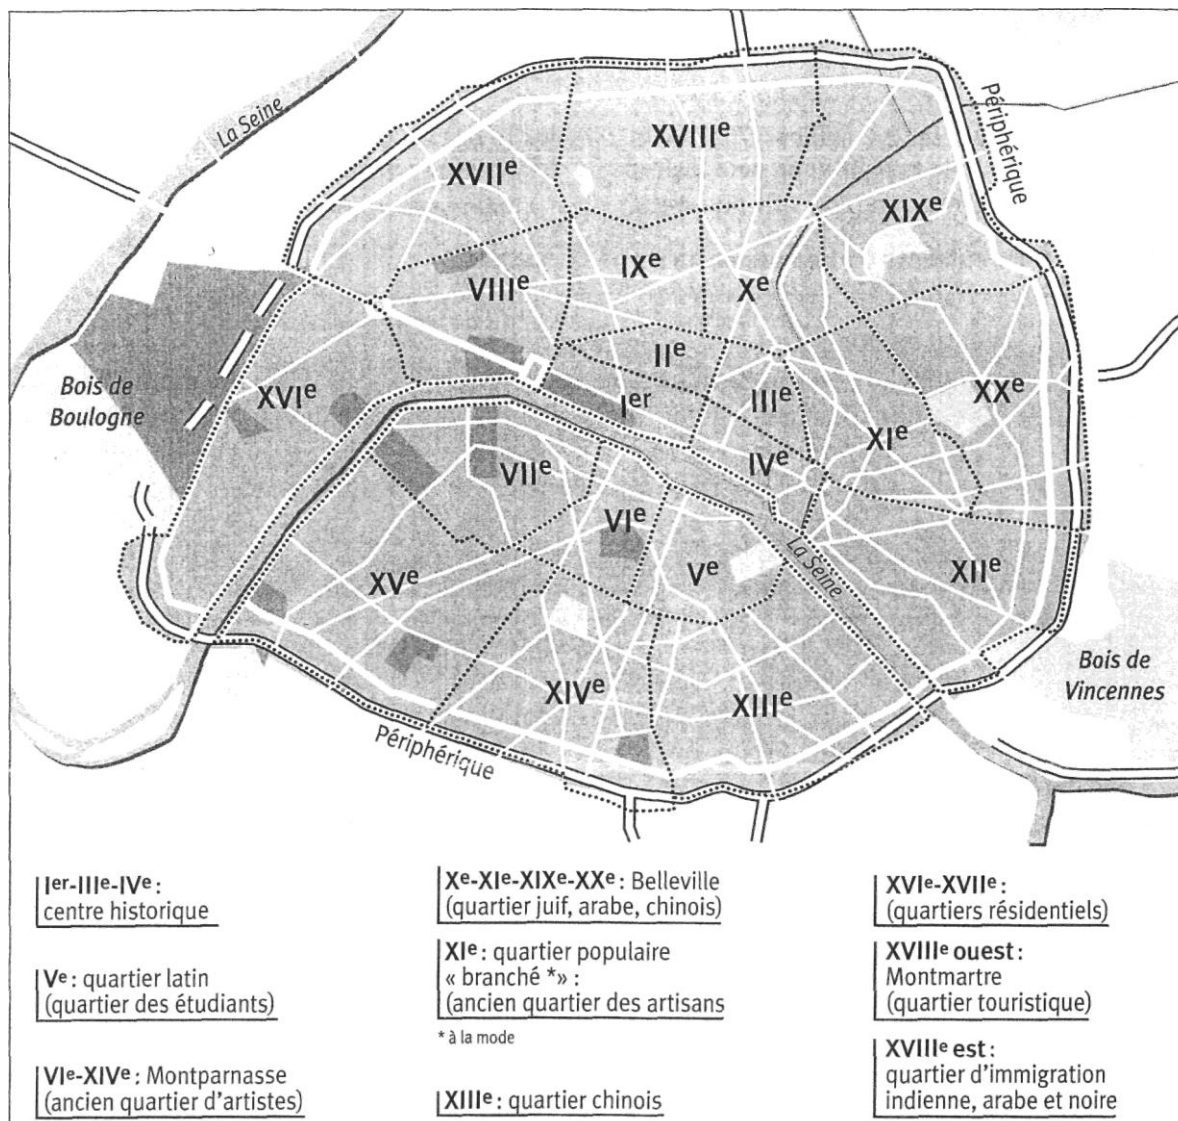 La Seine
Périphérique
XVIIIe
XVIIe
XIXe
IXe
VIIIe
Xe
IIe
Bois de
Boulogne
XVIe
Ier
IIIe
XXe
XIe
IVe
VIIe
VIe
Ve
La Seine
XVe
XIIe
Bois de
Vincennes
XIVe
XIIIe
Périphérique
Ier-IIIe-IVe :
centre historique
Ve : quartier latin
(quartier des étudiants)
VIe-XIVe : Montparnasse
(ancien quartier d'artistes)
Xe-XIe-XIXe-XXe : Belleville
(quartier juif, arabe, chinois)
XIe : quartier populaire
« branché *» :
(ancien quartier des artisans
* à la mode
XIIIe : quartier chinois
XVIe-XVIIe :
(quartiers résidentiels)
XVIIIe ouest :
Montmartre
(quartier touristique)
XVIIIe est :
quartier d'immigration
indienne, arabe et noire